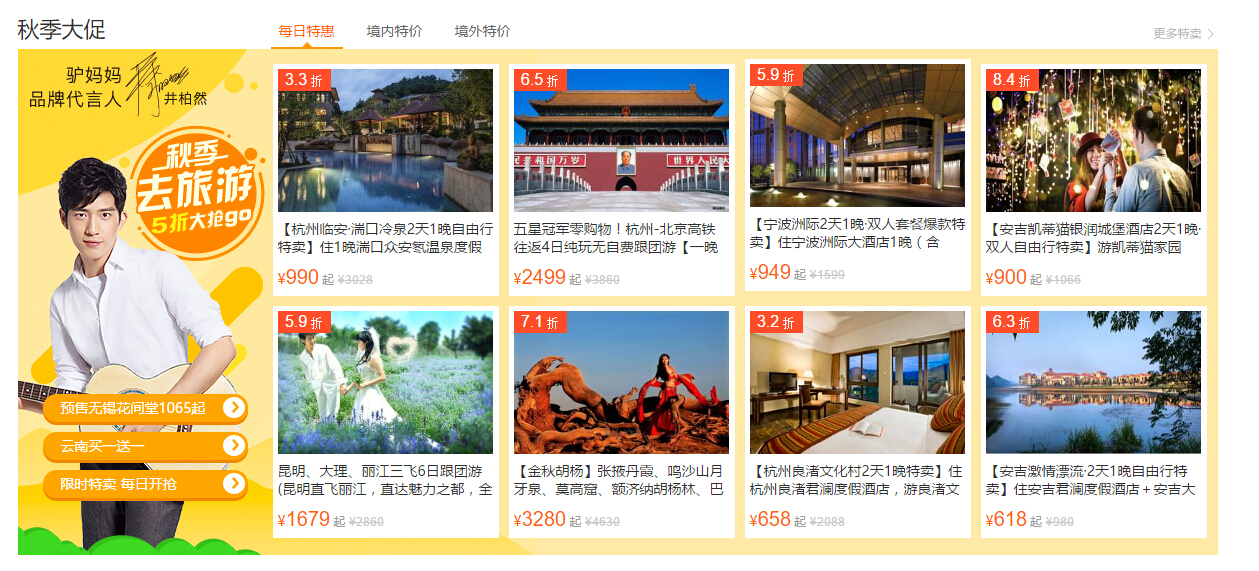 秋季大促
每日特惠 境内特价 境外特价
更多特卖 >
驴妈妈
品牌代言人 井柏然
秋季
去旅游
5折大抢go
预售无锡花间堂1065起
云南买一送一
限时特卖 每日开抢
3.3 折
【杭州临安·湍口冷泉2天1晚自由行
特卖】住1晚湍口众安氡温泉度假
¥990 起 ¥3028
6.5 折
世界人民大
五星冠军零购物！杭州-北京高铁
往返4日纯玩无自费跟团游【一晚
¥2499 起 ¥3860
5.9 折
【宁波洲际2天1晚·双人套餐爆款特
卖】住宁波洲际大酒店1晚（含
¥949 起 ¥1599
8.4 折
【安吉凯蒂猫银润城堡酒店2天1晚·
双人自由行特卖】游凯蒂猫家园
¥900 起 ¥1066
5.9 折
昆明、大理、丽江三飞6日跟团游
(昆明直飞丽江，直达魅力之都，全
¥1679 起 ¥2860
7.1 折
【金秋胡杨】张掖丹霞、鸣沙山月
牙泉、莫高窟、额济纳胡杨林、巴
¥3280 起 ¥4630
3.2 折
【杭州良渚文化村2天1晚特卖】住
杭州良渚君澜度假酒店，游良渚文
¥658 起 ¥2088
6.3 折
【安吉激情漂流·2天1晚自由行特
卖】住安吉君澜度假酒店＋安吉大
¥618 起 ¥980